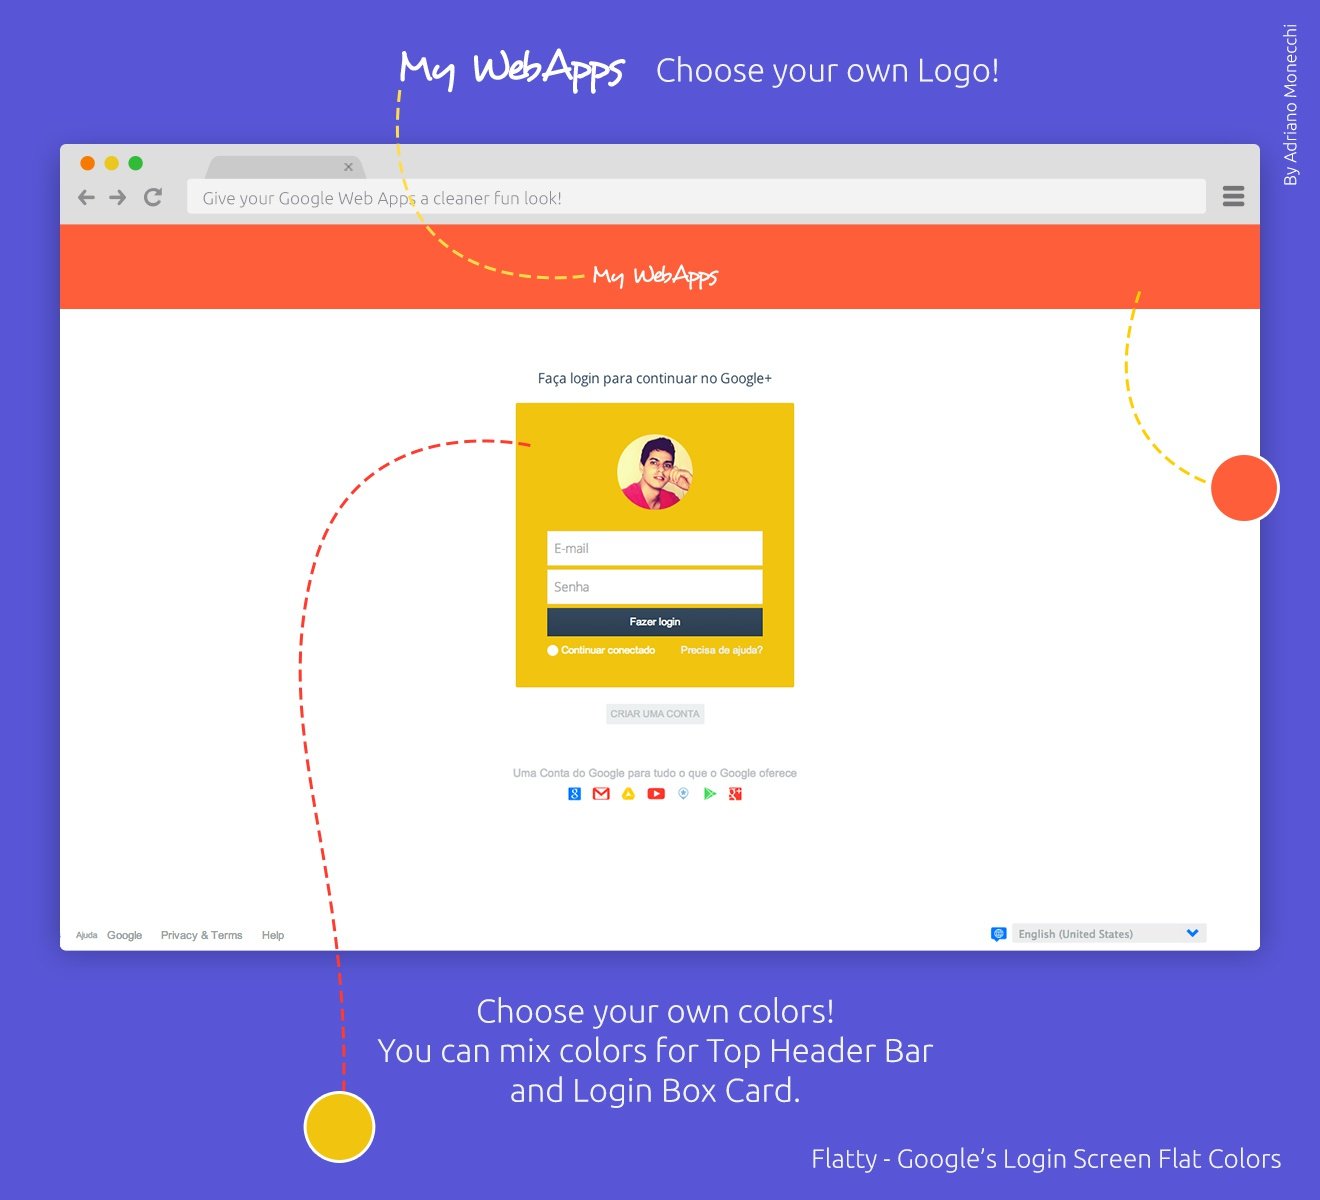 My WebApps Choose your own Logo!
By Adriano Monecchi
Give your Google Web Apps a cleaner fun look!
My WebApps
Faça login para continuar no Google+
E-mail
Senha
Fazer login
Continuar conectado Precisa de ajuda?
CRIAR UMA CONTA
Uma Conta do Google para tudo o que o Google oferece
Ajuda Google Privacy & Terms Help English (United States)
Choose your own colors!
You can mix colors for Top Header Bar
and Login Box Card.
Flatty - Google's Login Screen Flat Colors